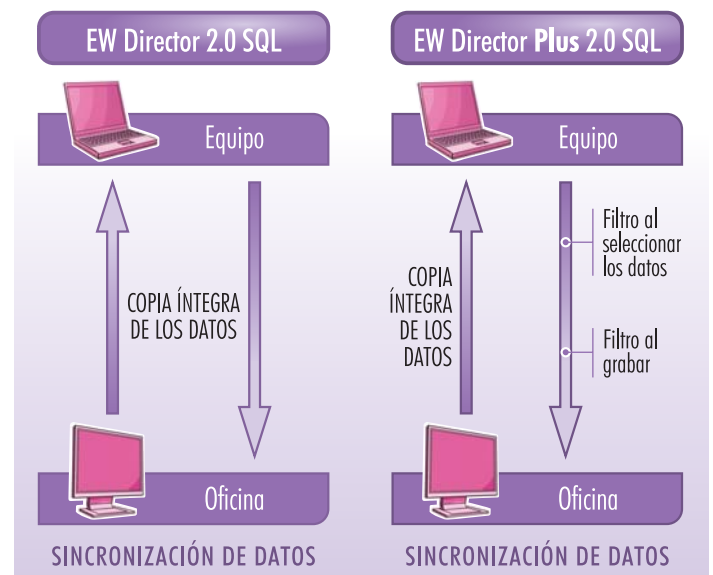 EW Director 2.0 SQL
Equipo
COPIA ÍNTEGRA
DE LOS DATOS
Oficina
SINCRONIZACIÓN DE DATOS
EW Director Plus 2.0 SQL
Equipo
COPIA
ÍNTEGRA
DE LOS
DATOS
Filtro al
seleccionar
los datos
Filtro al
grabar
Oficina
SINCRONIZACIÓN DE DATOS